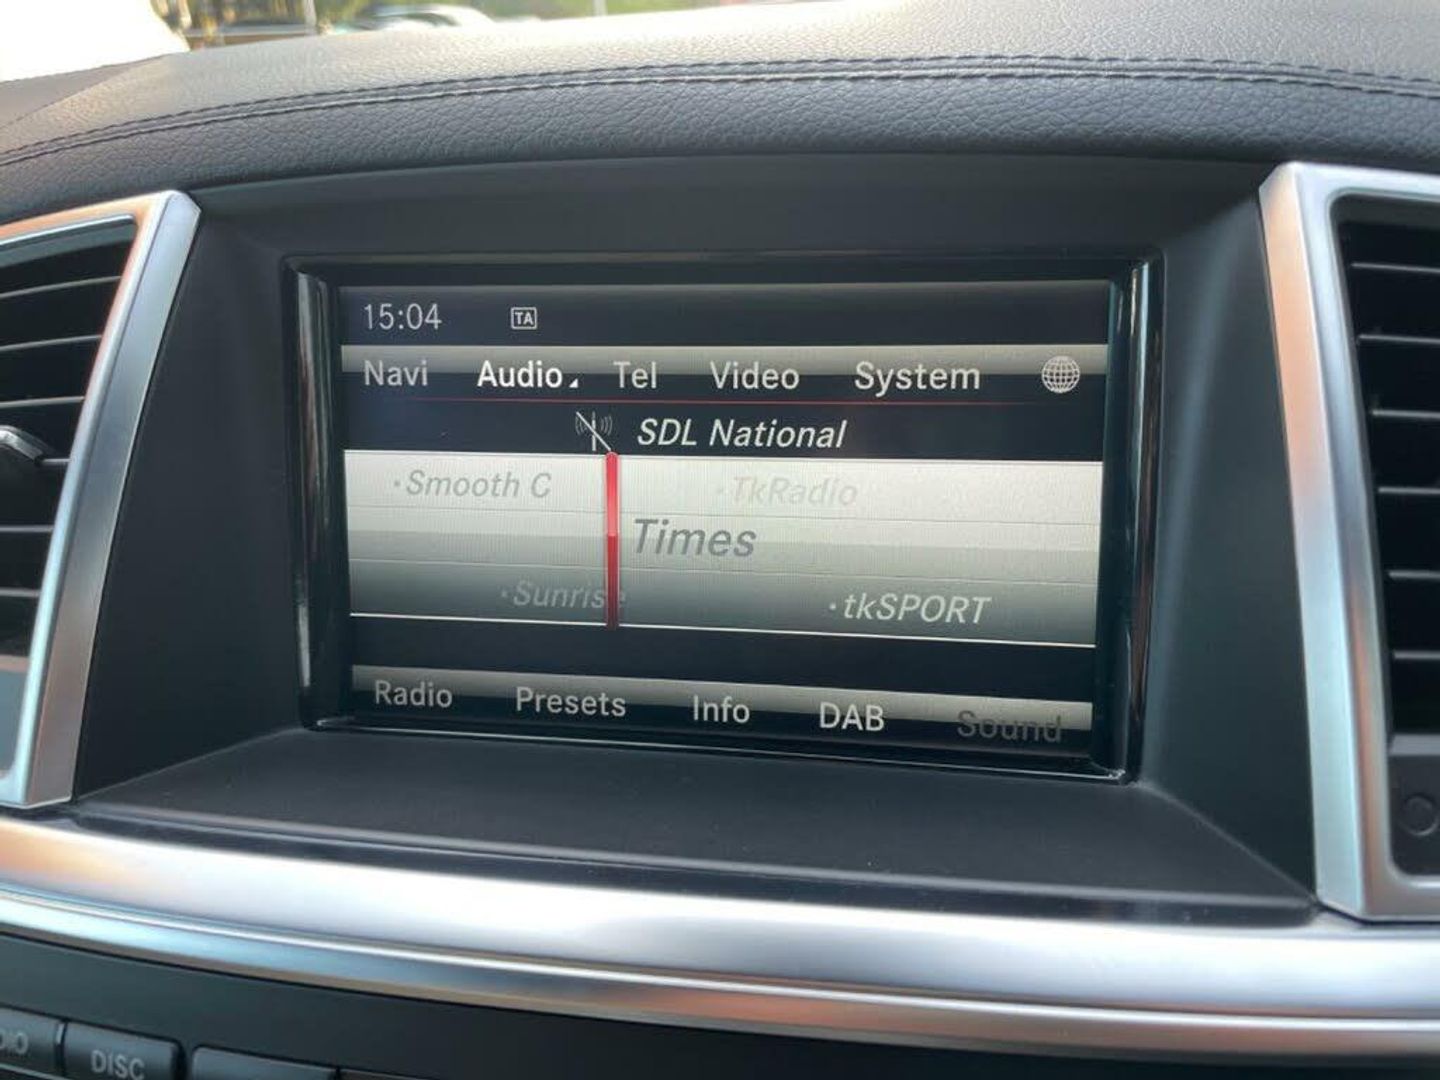 15:04 TA
Navi Audio Tel Video System
SDL National
·Smooth C ·TkRadio
Times
·Sunrise ·tkSPORT
Radio Presets Info DAB Sound
DISC